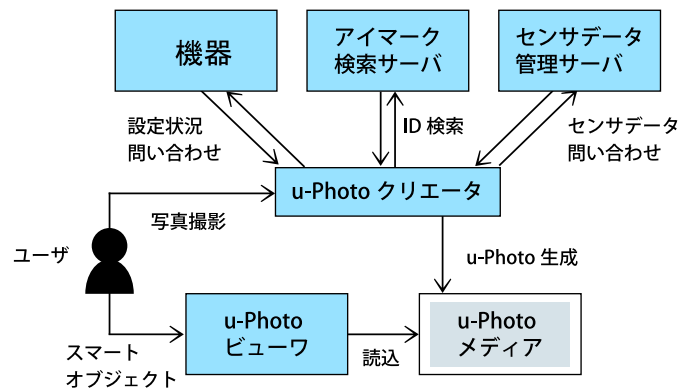 機器
アイマーク
検索サーバ
センサデータ
管理サーバ
設定状況
問い合わせ
ID 検索
センサデータ
問い合わせ
u-Photo クリエータ
写真撮影
ユーザ
u-Photo 生成
u-Photo
ビューワ
u-Photo
メディア
スマート
オブジェクト
読込